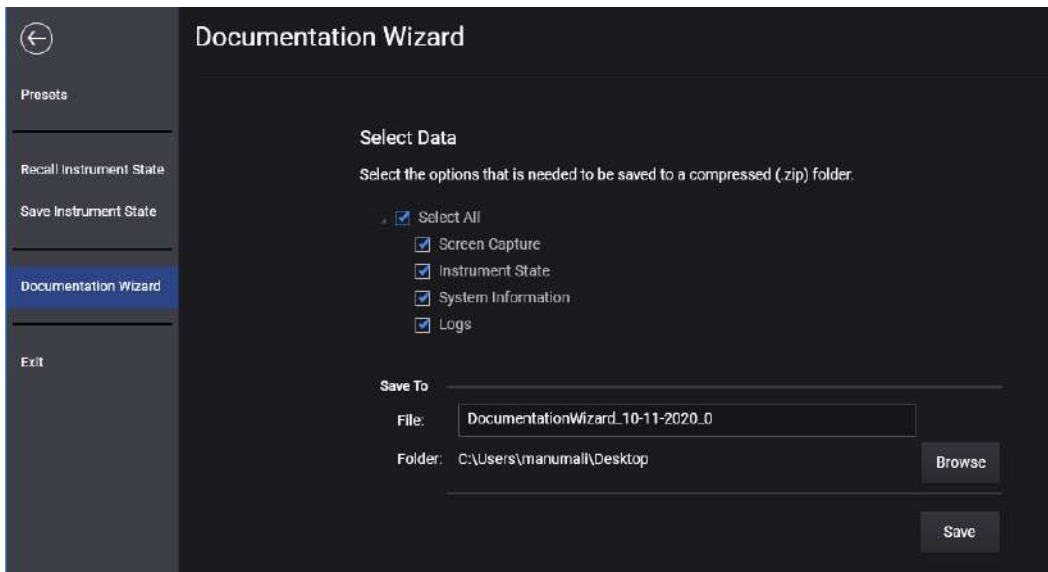 Documentation Wizard
Presets
Recall Instrument State
Save Instrument State
Documentation Wizard
Exit
Select Data
Select the options that is needed to be saved to a compressed (.zip) folder.
Select All
Screen Capture
Instrument State
System Information
Logs
Save To
File: DocumentationWizard_10-11-2020_0
Folder: C:\Users\manumali\Desktop
Browse
Save